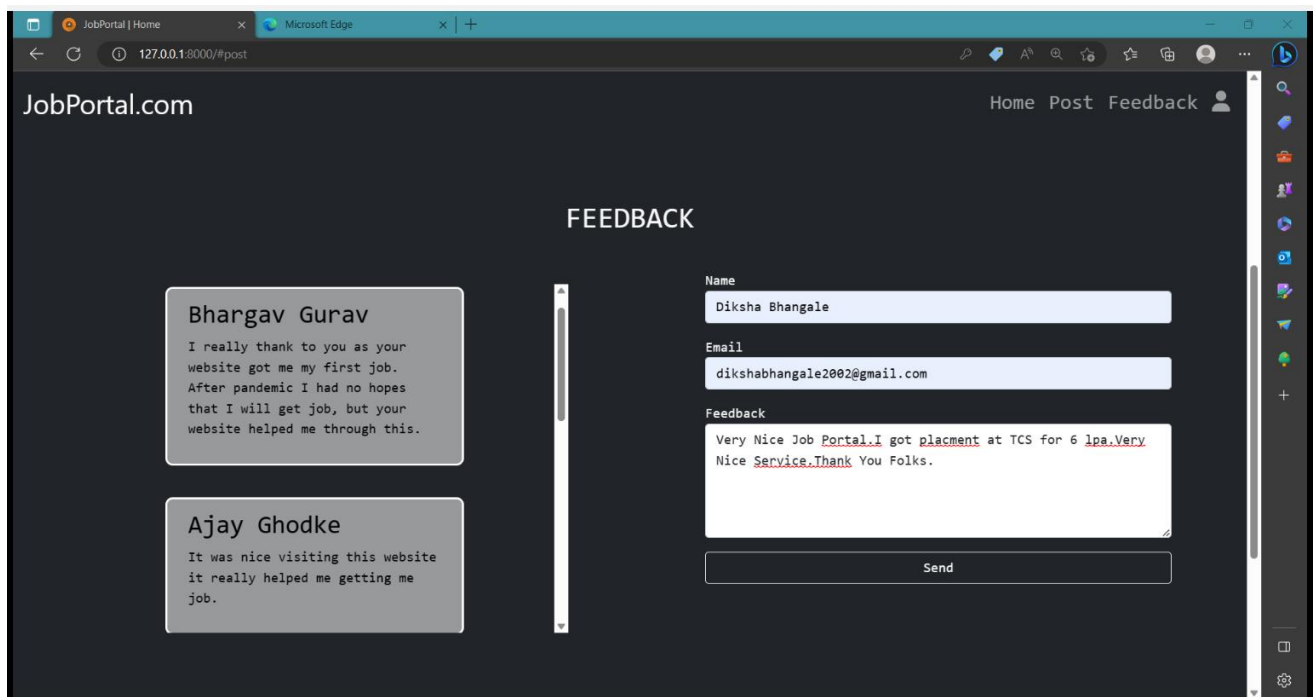 JobPortal | Home
Microsoft Edge
127.0.0.1:8000/#post
JobPortal.com
Home Post Feedback
FEEDBACK
Bhargav Gurav
I really thank to you as your
website got me my first job.
After pandemic I had no hopes
that I will get job, but your
website helped me through this.
Ajay Ghodke
It was nice visiting this website
it really helped me getting me
job.
Name
Diksha Bhangale
Email
dikshabhangale2002@gmail.com
Feedback
Very Nice Job Portal.I got placment at TCS for 6 lpa.Very
Nice Service.Thank You Folks.
Send